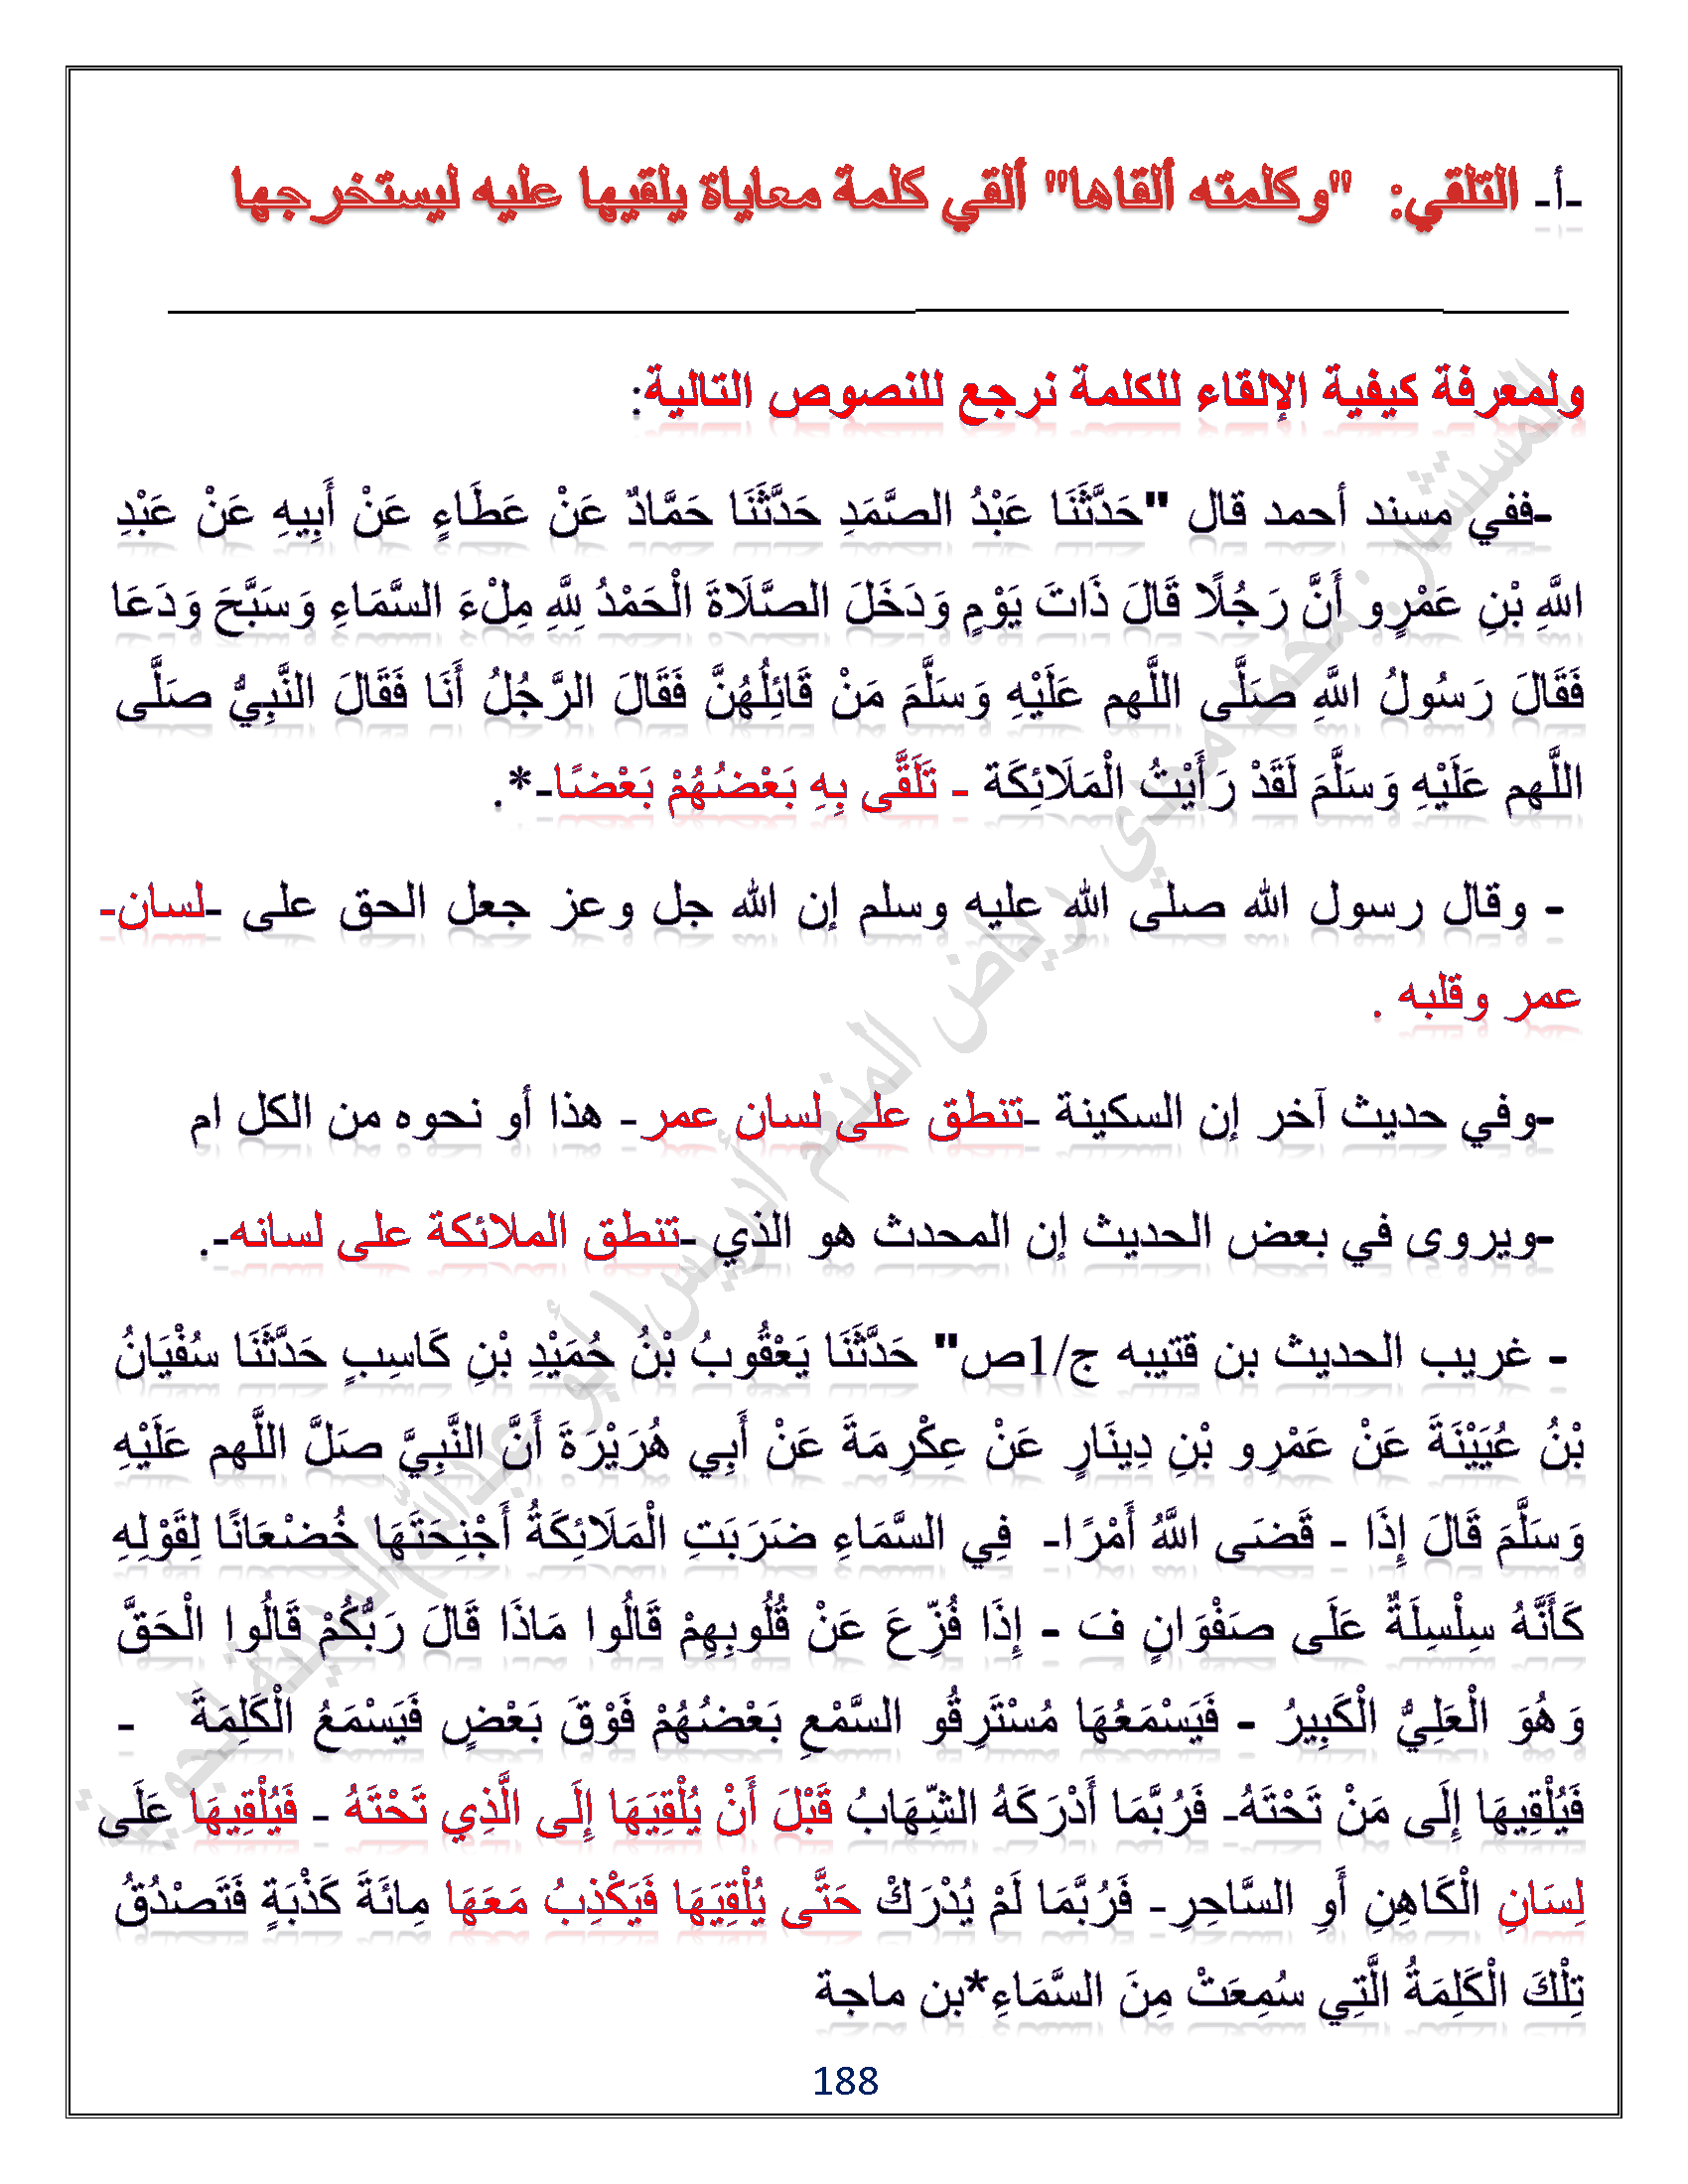 -أ- التلقي: "وكلمته ألقاها" ألقي كلمة معاياة يلقيها عليه ليستخرجها
ولمعرفة كيفية الإلقاء للكلمة نرجع للنصوص التالية:
-ففي مسند أحمد قال "حَدَّثَنَا عَبْدُ الصَّمَدِ حَدَّثَنَا حَمَّادٌ عَنْ عَطَاءٍ عَنْ أَبِيهِ عَنْ عَبْدِ
اللَّهِ بْنِ عَمْرٍو أَنَّ رَجُلًا قَالَ ذَاتَ يَوْمٍ وَدَخَلَ الصَّلَاةَ الْحَمْدُ لِلَّهِ مِلْءَ السَّمَاءِ وَسَبَّحَ وَدَعَا
فَقَالَ رَسُولُ اللَّهِ صَلَّى اللَّهم عَلَيْهِ وَسَلَّمَ مَنْ قَائِلُهُنَّ فَقَالَ الرَّجُلُ أَنَا فَقَالَ النَّبِيُّ صَلَّى
اللَّهم عَلَيْهِ وَسَلَّمَ لَقَدْ رَأَيْتُ الْمَلَائِكَة - تَلَقَّى بِهِ بَعْضُهُمْ بَعْضًا-*.
- وقال رسول الله صلى الله عليه وسلم إن الله جل وعز جعل الحق على -لسان-
عمر وقلبه .
-وفي حديث آخر إن السكينة -تنطق على لسان عمر- هذا أو نحوه من الكل ام
-ويروى في بعض الحديث إن المحدث هو الذي -تنطق الملائكة على لسانه-.
- غريب الحديث بن قتيبه ج/1ص" حَدَّثَنَا يَعْقُوبُ بْنُ حُمَيْدِ بْنِ كَاسِبٍ حَدَّثَنَا سُفْيَانُ
بْنُ عُيَيْنَةَ عَنْ عَمْرِو بْنِ دِينَارٍ عَنْ عِكْرِمَةَ عَنْ أَبِي هُرَيْرَةَ أَنَّ النَّبِيَّ صَلَّ اللَّهم عَلَيْهِ
وَسَلَّمَ قَالَ إِذَا - قَضَى اللَّهُ أَمْرًا- فِي السَّمَاءِ ضَرَبَتِ الْمَلَائِكَةُ أَجْنِحَتَهَا خُضْعَانًا لِقَوْلِهِ
كَأَنَّهُ سِلْسِلَةٌ عَلَى صَفْوَانٍ فَ - إِذَا فُزِّعَ عَنْ قُلُوبِهِمْ قَالُوا مَاذَا قَالَ رَبُّكُمْ قَالُوا الْحَقَّ
وَهُوَ الْعَلِيُّ الْكَبِيرُ - فَيَسْمَعُهَا مُسْتَرِقُو السَّمْعِ بَعْضُهُمْ فَوْقَ بَعْضٍ فَيَسْمَعُ الْكَلِمَةَ -
فَيُلْقِيهَا إِلَى مَنْ تَحْتَهُ- فَرُبَّمَا أَدْرَكَهُ الشِّهَابُ قَبْلَ أَنْ يُلْقِيَهَا إِلَى الَّذِي تَحْتَهُ - فَيُلْقِيهَا عَلَى
لِسَانِ الْكَاهِنِ أَوِ السَّاحِرِ- فَرُبَّمَا لَمْ يُدْرَكْ حَتَّى يُلْقِيَهَا فَيَكْذِبُ مَعَهَا مِائَةَ كَذْبَةٍ فَتَصْدُقُ
تِلْكَ الْكَلِمَةُ الَّتِي سُمِعَتْ مِنَ السَّمَاءِ*بن ماجة
188